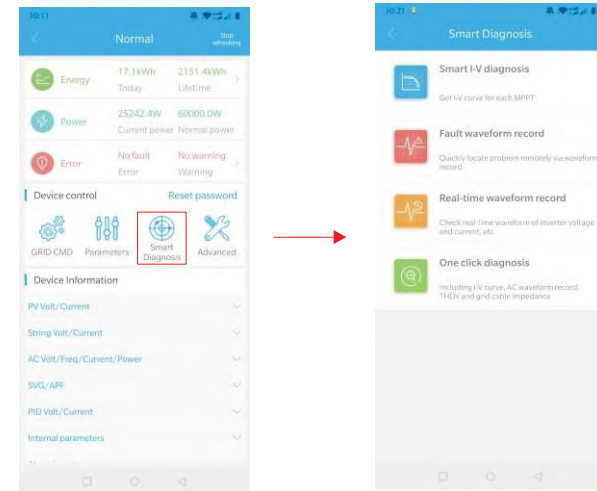 10:11
Normal
Stop refreshing
Energy
17.1kWh 2151.4kWh
Today Lifetime
Power
25242.4W 60000.0W
Current power Normal power
Error
No fault No warning
Error Warning
Device control Reset password
GRID CMD Parameters Smart Diagnosis Advanced
Device Information
PV Volt/Current
String Volt/Current
AC Volt/Freq/Current/Power
SVG/APF
PID Volt/Current
Internal parameters
10:21
Smart Diagnosis
Smart I-V diagnosis
Get I-V curve for each MPPT
Fault waveform record
Quickly locate problem remotely via waveform
record
Real-time waveform record
Check real-time waveform of inverter voltage
and current, etc
One click diagnosis
Including I-V curve, AC waveform record,
THDV and grid cable impedance